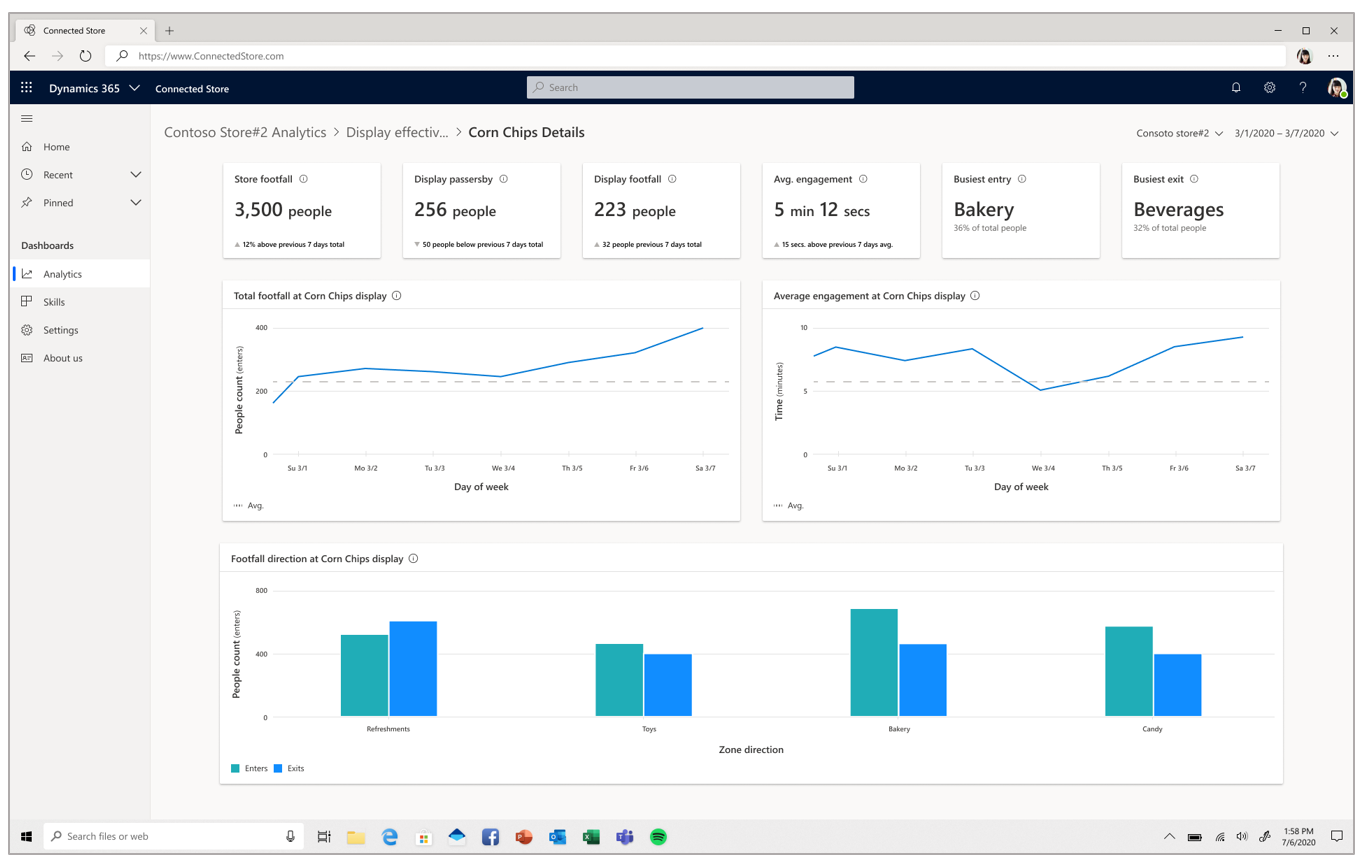 Connected Store
https://www.ConnectedStore.com
Dynamics 365
Connected Store
Search
Home
Recent
Pinned
Dashboards
Analytics
Skills
Settings
About us
Contoso Store#2 Analytics > Display effectiv... > Corn Chips Details
Consoto store#2
3/1/2020 – 3/7/2020
Store footfall
3,500 people
12% above previous 7 days total
Display passersby
256 people
50 people below previous 7 days total
Display footfall
223 people
32 people previous 7 days total
Avg. engagement
5 min 12 secs
15 secs. above previous 7 days avg.
Busiest entry
Bakery
36% of total people
Busiest exit
Beverages
32% of total people
Total footfall at Corn Chips display
400
200
0
People count (enters)
Su 3/1 Mo 3/2 Tu 3/3 We 3/4 Th 3/5 Fr 3/6 Sa 3/7
Day of week
Avg.
Average engagement at Corn Chips display
10
5
0
Time (minutes)
Su 3/1 Mo 3/2 Tu 3/3 We 3/4 Th 3/5 Fr 3/6 Sa 3/7
Day of week
Avg.
Footfall direction at Corn Chips display
800
400
0
People count (enters)
Refreshments Toys Bakery Candy
Zone direction
Enters Exits
Search files or web
1:58 PM
7/6/2020